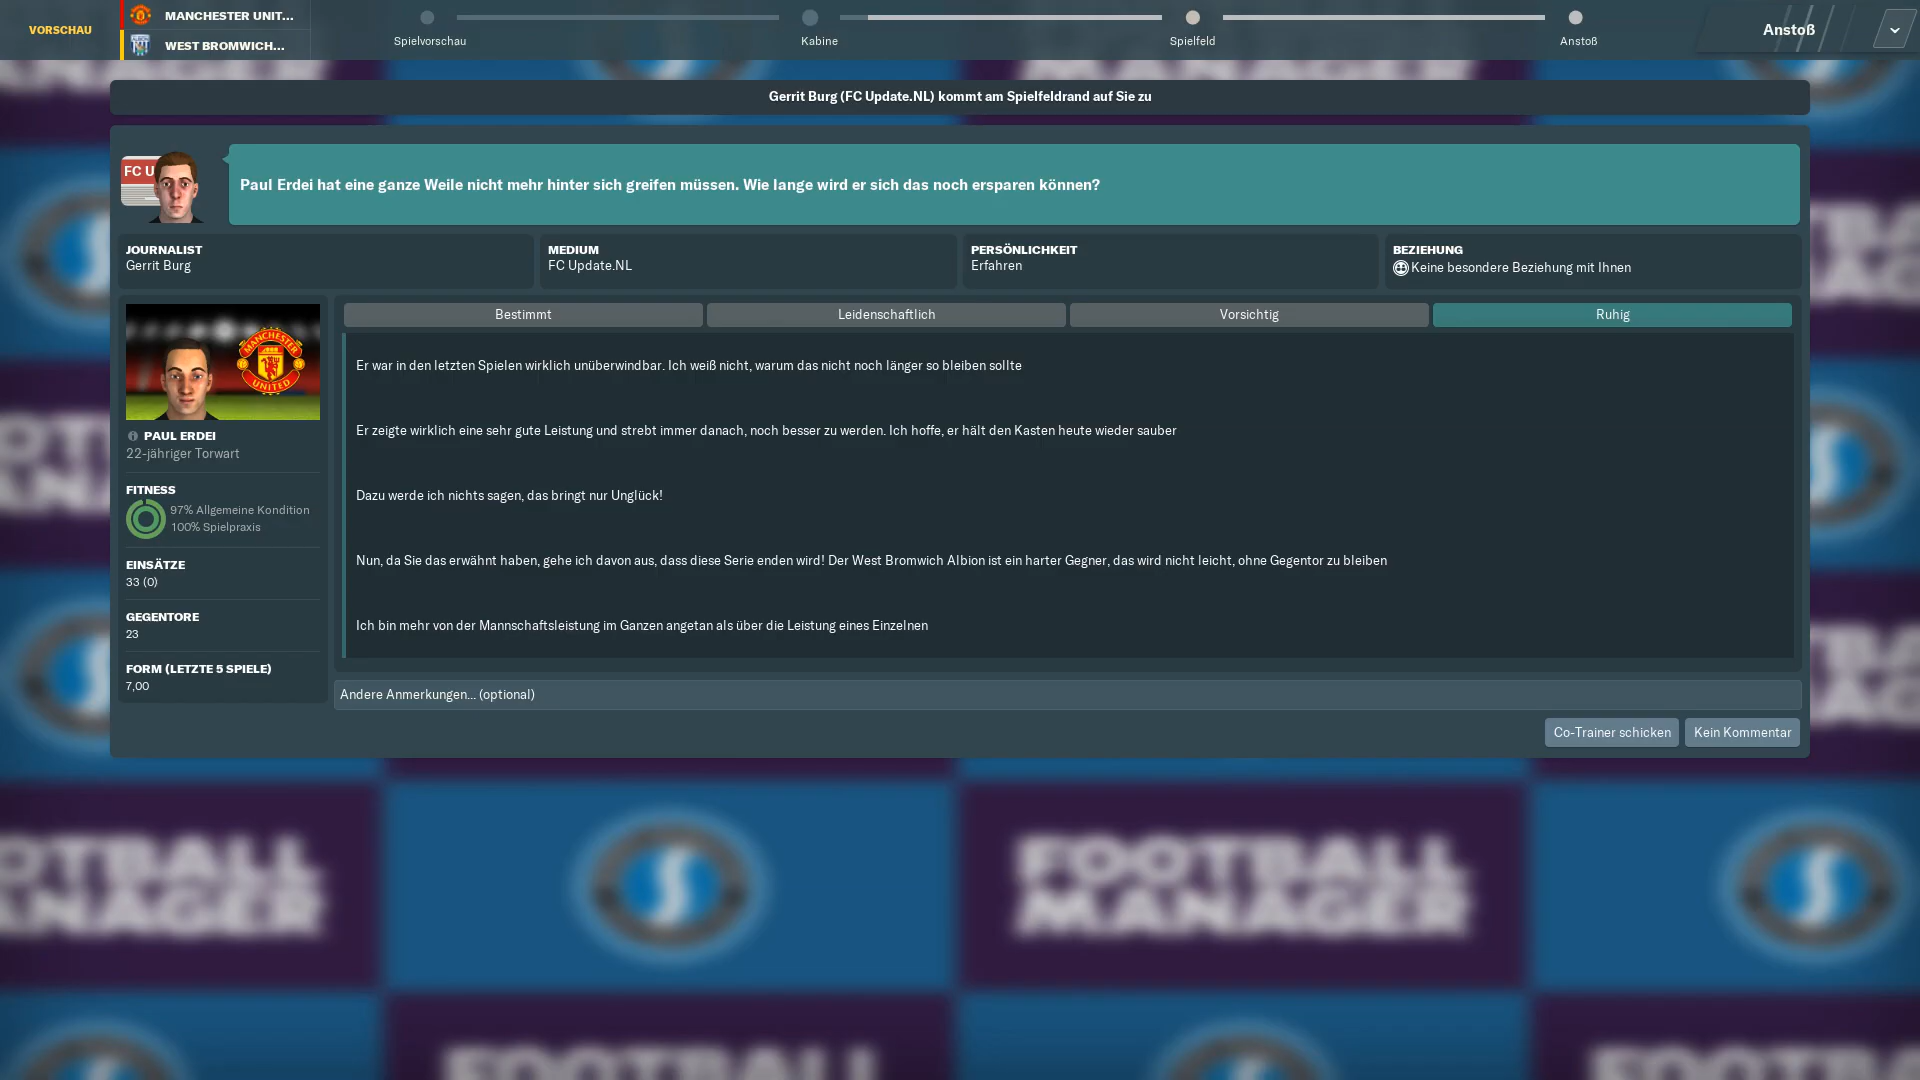 VORSCHAU
MANCHESTER UNIT...
WEST BROMWICH...
Spielvorschau
Kabine
Spielfeld
Anstoß
Anstoß
Gerrit Burg (FC Update.NL) kommt am Spielfeldrand auf Sie zu
FC U
Paul Erdei hat eine ganze Weile nicht mehr hinter sich greifen müssen. Wie lange wird er sich das noch ersparen können?
JOURNALIST
Gerrit Burg
MEDIUM
FC Update.NL
PERSÖNLICHKEIT
Erfahren
BEZIEHUNG
Keine besondere Beziehung mit Ihnen
MANCHESTER
UNITED
PAUL ERDEI
22-jähriger Torwart
FITNESS
97% Allgemeine Kondition
100% Spielpraxis
EINSÄTZE
33 (0)
GEGENTORE
23
FORM (LETZTE 5 SPIELE)
7,00
Bestimmt
Leidenschaftlich
Vorsichtig
Ruhig
Er war in den letzten Spielen wirklich unüberwindbar. Ich weiß nicht, warum das nicht noch länger so bleiben sollte
Er zeigte wirklich eine sehr gute Leistung und strebt immer danach, noch besser zu werden. Ich hoffe, er hält den Kasten heute wieder sauber
Dazu werde ich nichts sagen, das bringt nur Unglück!
Nun, da Sie das erwähnt haben, gehe ich davon aus, dass diese Serie enden wird! Der West Bromwich Albion ist ein harter Gegner, das wird nicht leicht, ohne Gegentor zu bleiben
Ich bin mehr von der Mannschaftsleistung im Ganzen angetan als über die Leistung eines Einzelnen
Andere Anmerkungen... (optional)
Co-Trainer schicken
Kein Kommentar
FOOTBALL
MANAGER